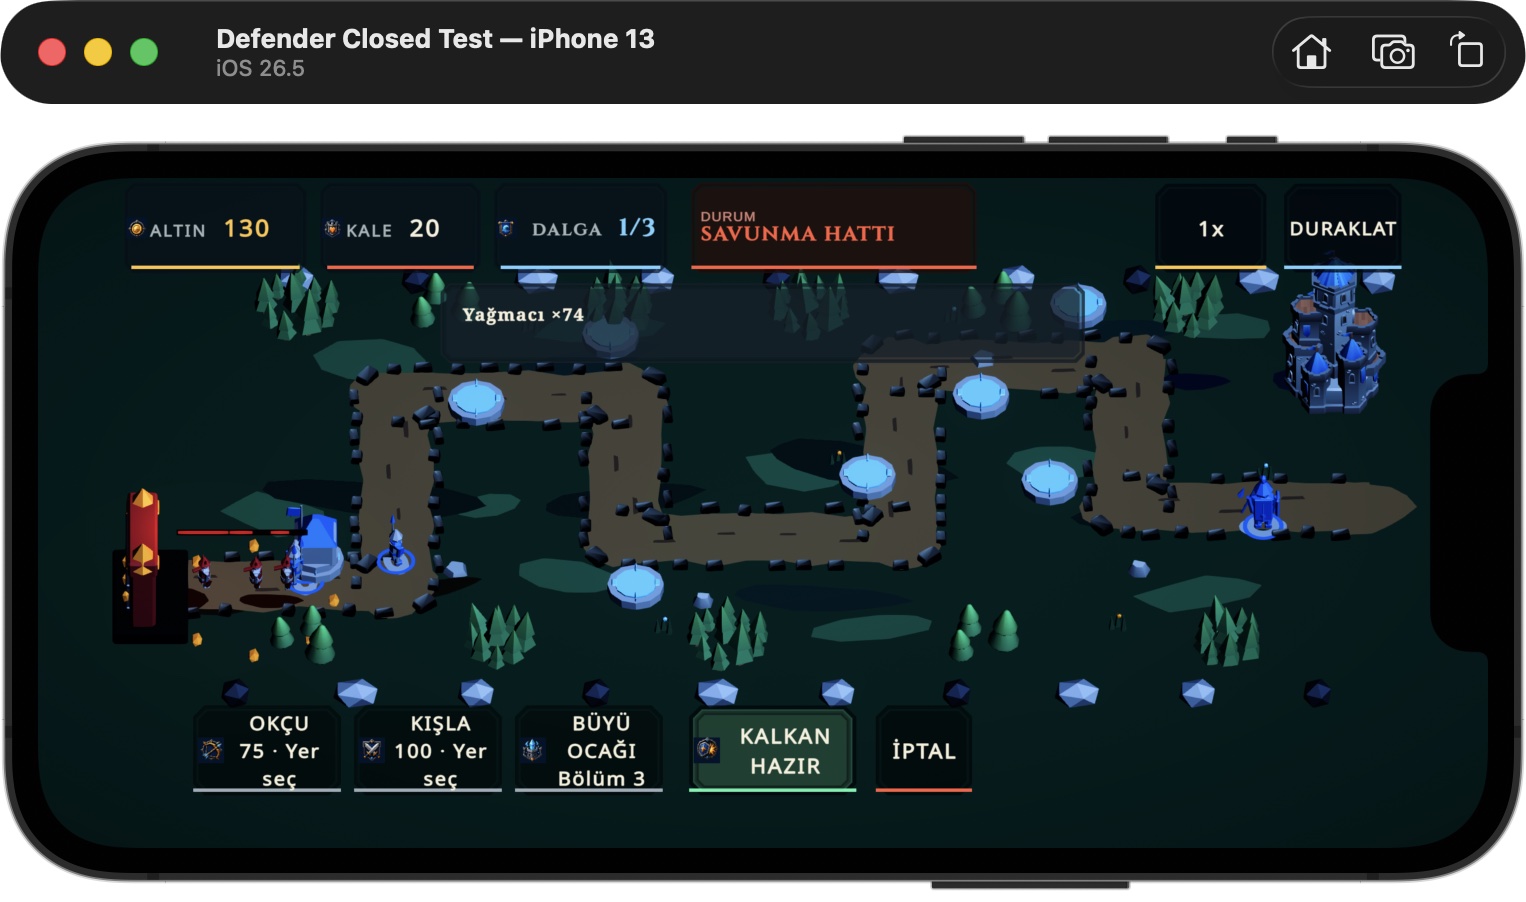 Defender Closed Test — iPhone 13
iOS 26.5
ALTIN 130
KALE 20
DALGA 1/3
DURUM
SAVUNMA HATTI
1x
DURAKLAT
Yağmacı ×74
OKÇU
75 · Yer
seç
KIŞLA
100 · Yer
seç
BÜYÜ
OCAĞI
Bölüm 3
KALKAN
HAZIR
İPTAL